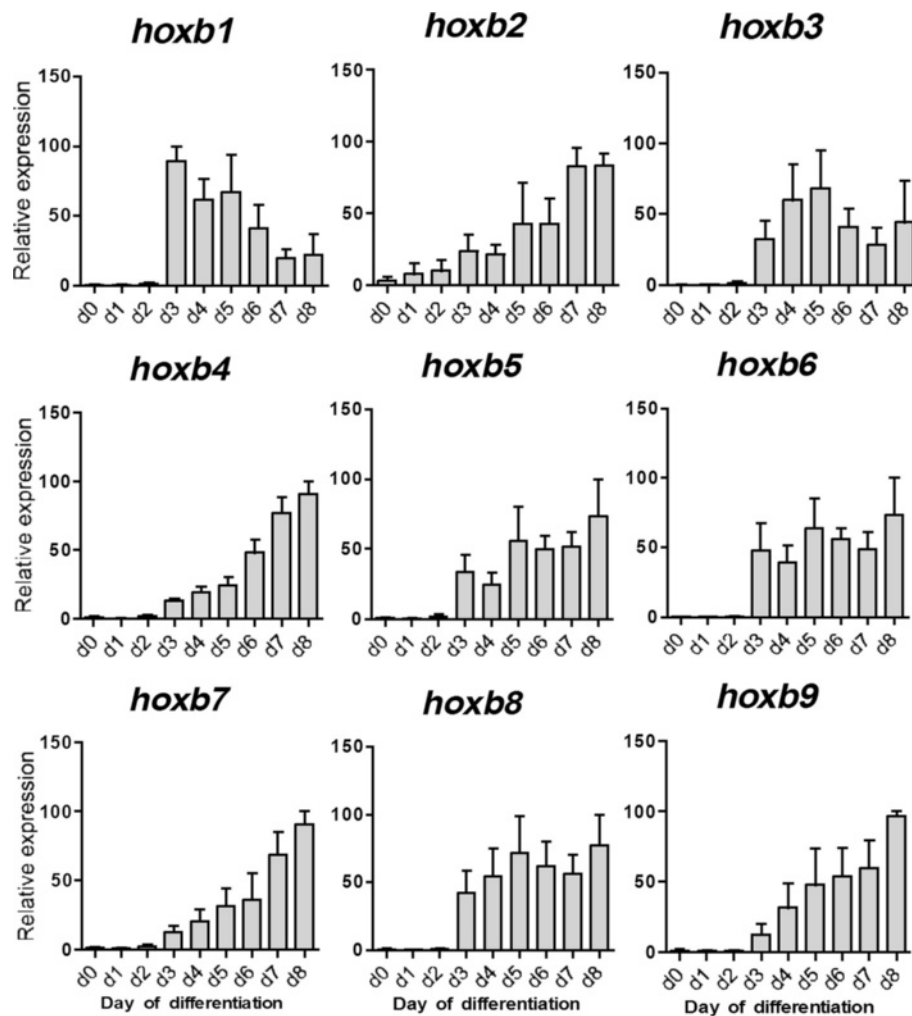 hoxb1
hoxb2
hoxb3
Relative expression
150
100
50
0
d0 d1 d2 d3 d4 d5 d6 d7 d8
150
100
50
0
d0 d1 d2 d3 d4 d5 d6 d7 d8
150
100
50
0
d0 d1 d2 d3 d4 d5 d6 d7 d8
hoxb4
hoxb5
hoxb6
Relative expression
150
100
50
0
d0 d1 d2 d3 d4 d5 d6 d7 d8
150
100
50
0
d0 d1 d2 d3 d4 d5 d6 d7 d8
150
100
50
0
d0 d1 d2 d3 d4 d5 d6 d7 d8
hoxb7
hoxb8
hoxb9
Relative expression
150
100
50
0
d0 d1 d2 d3 d4 d5 d6 d7 d8
Day of differentiation
150
100
50
0
d0 d1 d2 d3 d4 d5 d6 d7 d8
Day of differentiation
150
100
50
0
d0 d1 d2 d3 d4 d5 d6 d7 d8
Day of differentiation